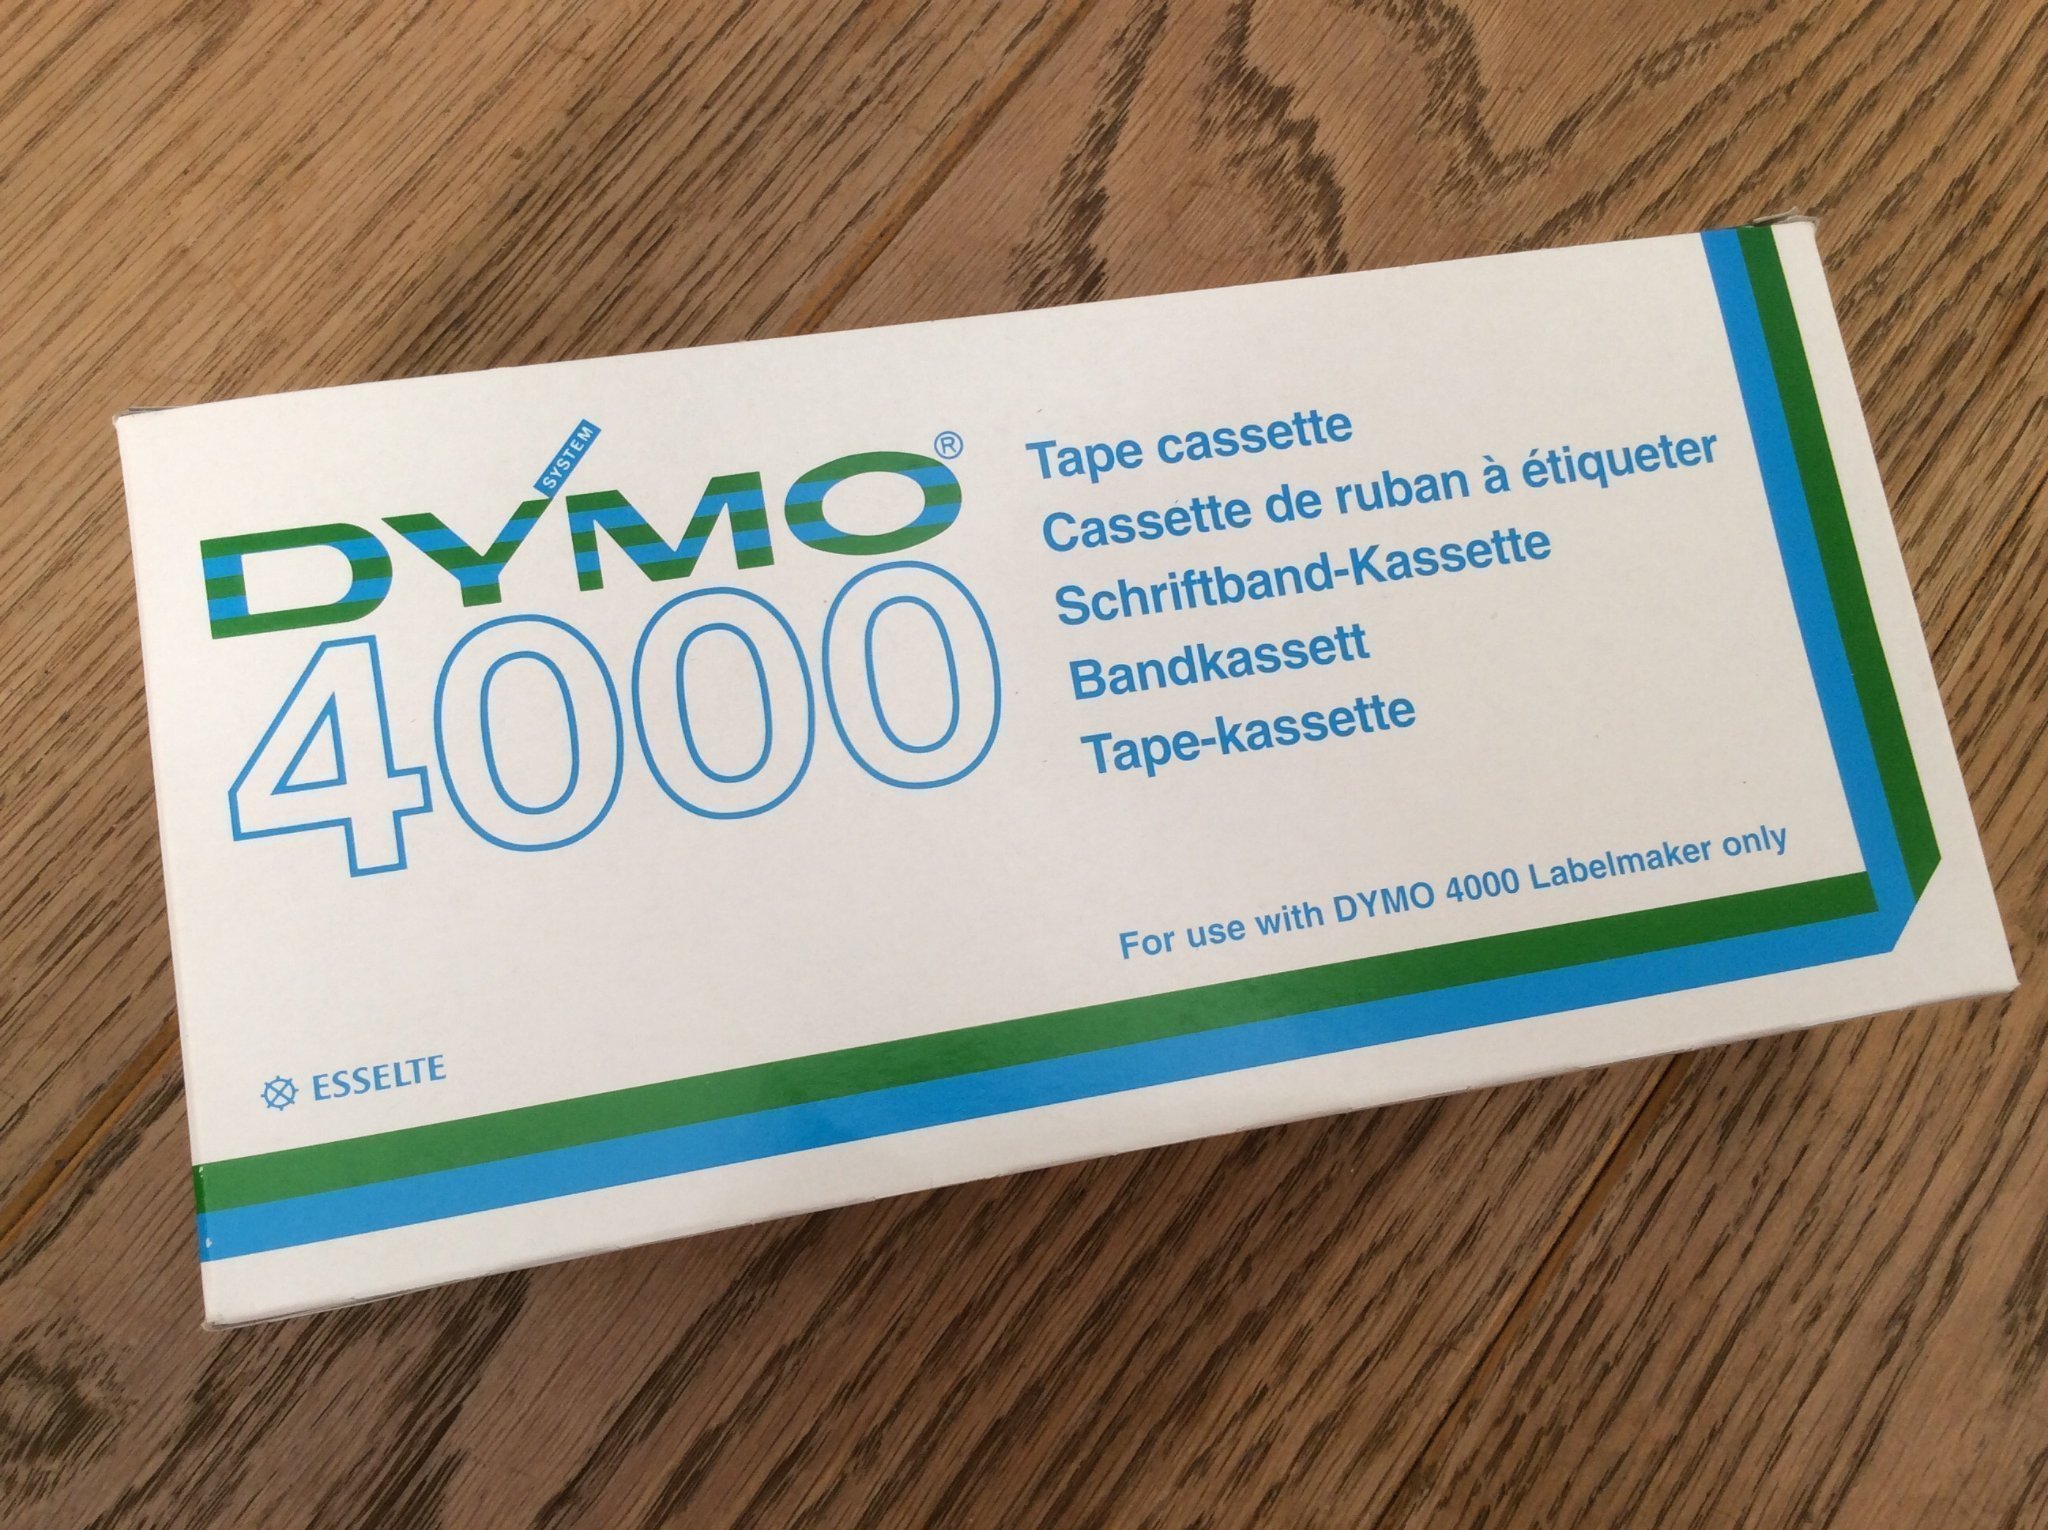 SYSTEM
DYMO®
4000
Tape cassette
Cassette de ruban à étiqueter
Schriftband-Kassette
Bandkassett
Tape-kassette
For use with DYMO 4000 Labelmaker only
ESSELTE